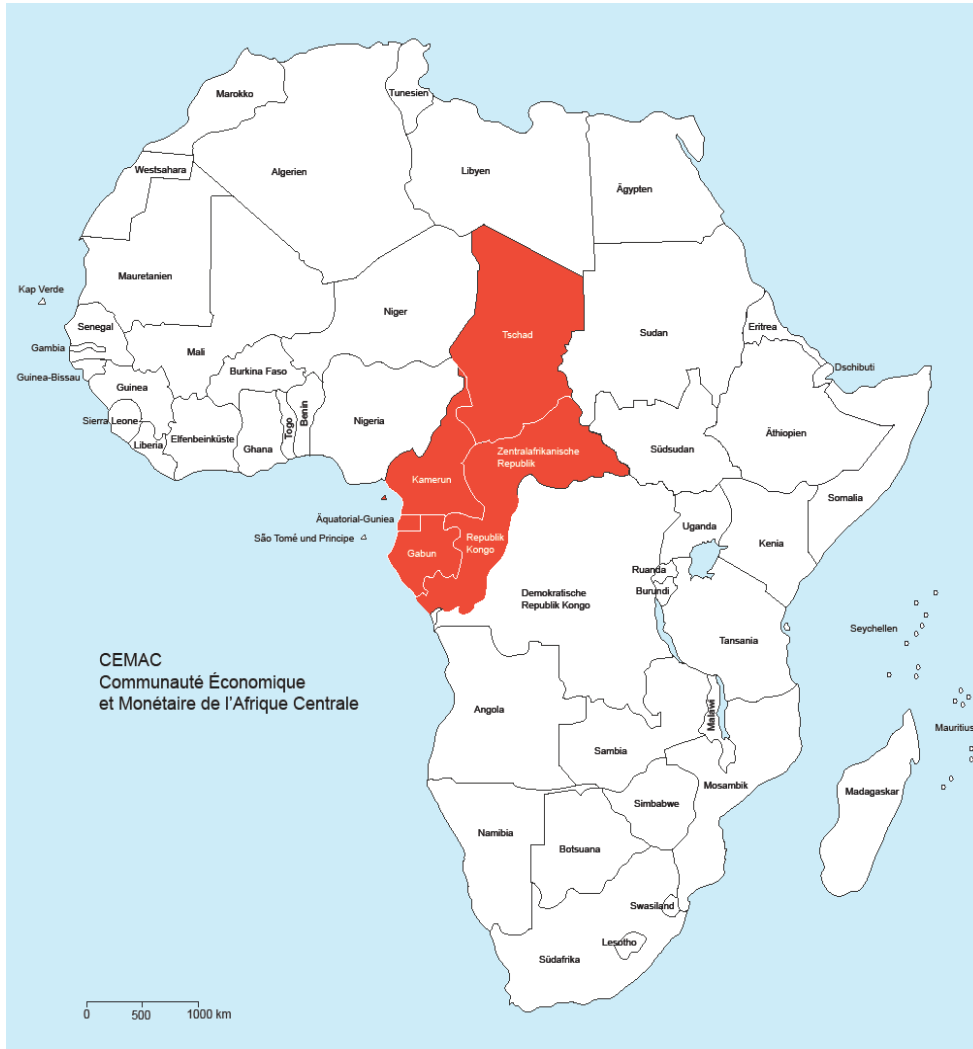 Marokko
Tunesien
Algerien
Libyen
Ägypten
Westsahara
Mauretanien
Kap Verde
Senegal
Gambia
Guinea-Bissau
Guinea
Sierra Leone
Liberia
Mali
Burkina Faso
Elfenbeinküste
Ghana
Togo
Benin
Niger
Nigeria
Tschad
Sudan
Eritrea
Dschibuti
Äthiopien
Südsudan
Somalia
Zentralafrikanische
Republik
Kamerun
Äquatorial-Guniea
São Tomé und Principe
Gabun
Republik
Kongo
Demokratische
Republik Kongo
Uganda
Kenia
Ruanda
Burundi
Tansania
Seychellen
Mauritius
CEMAC
Communauté Économique
et Monétaire de l'Afrique Centrale
Angola
Sambia
Malawi
Mosambik
Simbabwe
Madagaskar
Namibia
Botsuana
Swasiland
Lesotho
Südafrika
0 500 1000 km